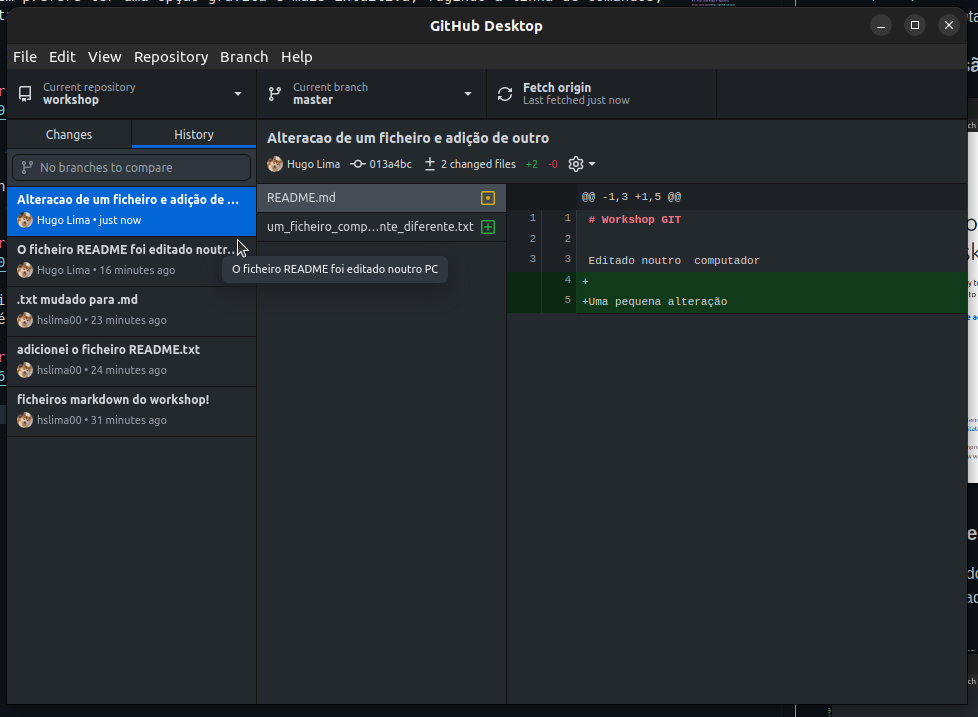 GitHub Desktop
File Edit View Repository Branch Help
Current repository
workshop
Current branch
master
Fetch origin
Last fetched just now
Changes
History
No branches to compare
Alteracao de um ficheiro e adição de ...
Hugo Lima • just now
O ficheiro README foi editado noutr...
Hugo Lima • 16 minutes ago
O ficheiro README foi editado noutro PC
.txt mudado para .md
hslima00 • 23 minutes ago
adicionei o ficheiro README.txt
hslima00 • 24 minutes ago
ficheiros markdown do workshop!
hslima00 • 31 minutes ago
Alteracao de um ficheiro e adição de outro
Hugo Lima 013a4bc 2 changed files +2 -0
README.md
um_ficheiro_comp...nte_diferente.txt
@@ -1,3 +1,5 @@
1 1 # Workshop GIT
2 2
3 3 Editado noutro  computador
4 +
5 +Uma pequena alteração